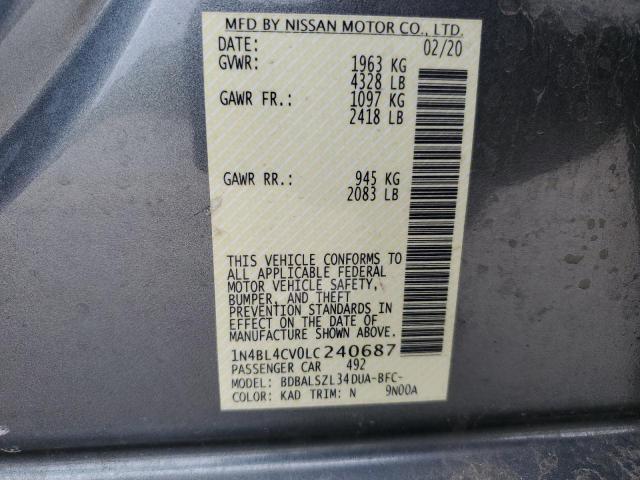 MFD BY NISSAN MOTOR CO., LTD.
DATE: 02/20
GVWR: 1963 KG
4328 LB
GAWR FR.: 1097 KG
2418 LB
GAWR RR.: 945 KG
2083 LB
THIS VEHICLE CONFORMS TO
ALL APPLICABLE FEDERAL
MOTOR VEHICLE SAFETY,
BUMPER, AND THEFT
PREVENTION STANDARDS IN
EFFECT ON THE DATE OF
MANUFACTURE SHOWN ABOVE.
1N4BL4CV0LC240687
PASSENGER CAR 492
MODEL: BDBALSZL34DUA-BFC-
COLOR: KAD TRIM: N 9N00A